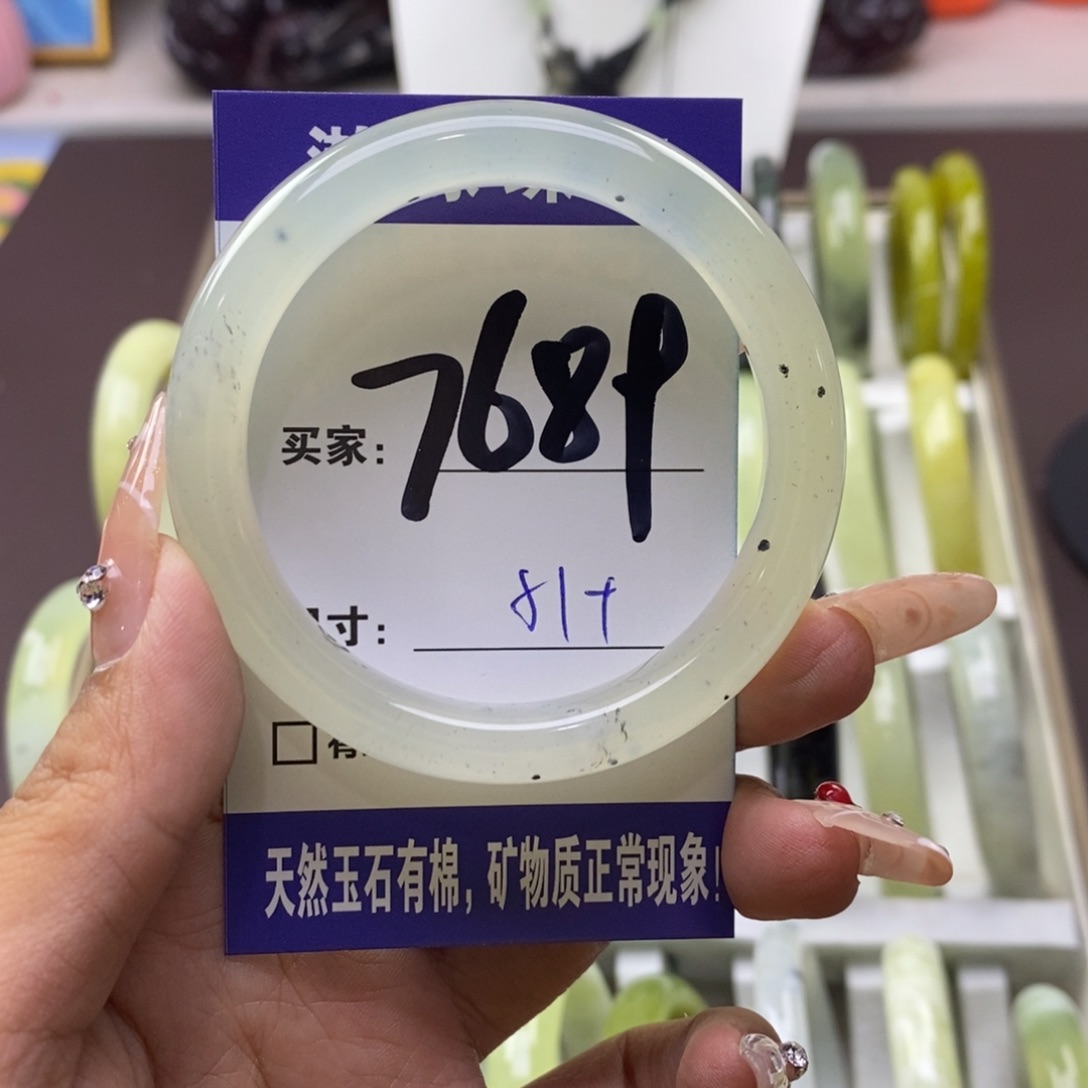 买家: 7689
寸: 81+
天然玉石有棉, 矿物质正常现象!